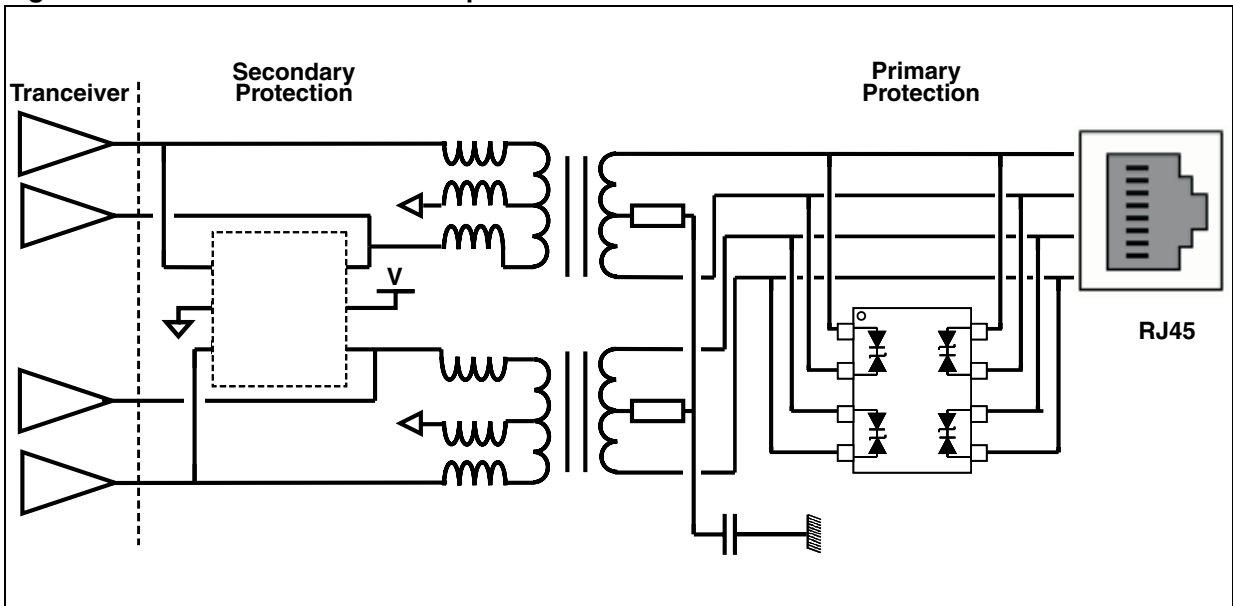 Tranceiver
Secondary
Protection
Primary
Protection
V
RJ45